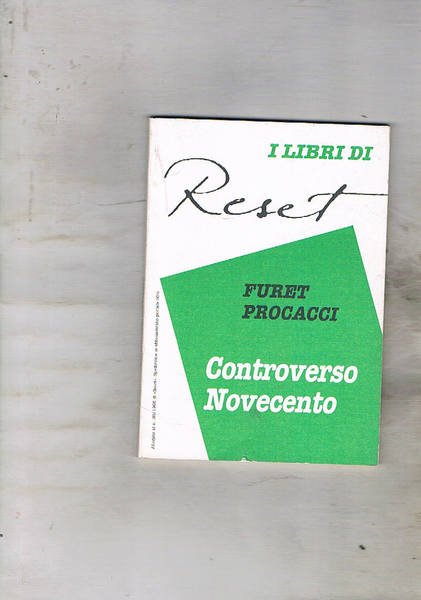 I LIBRI DI
Reset
FURET
PROCACCI
Controverso
Novecento